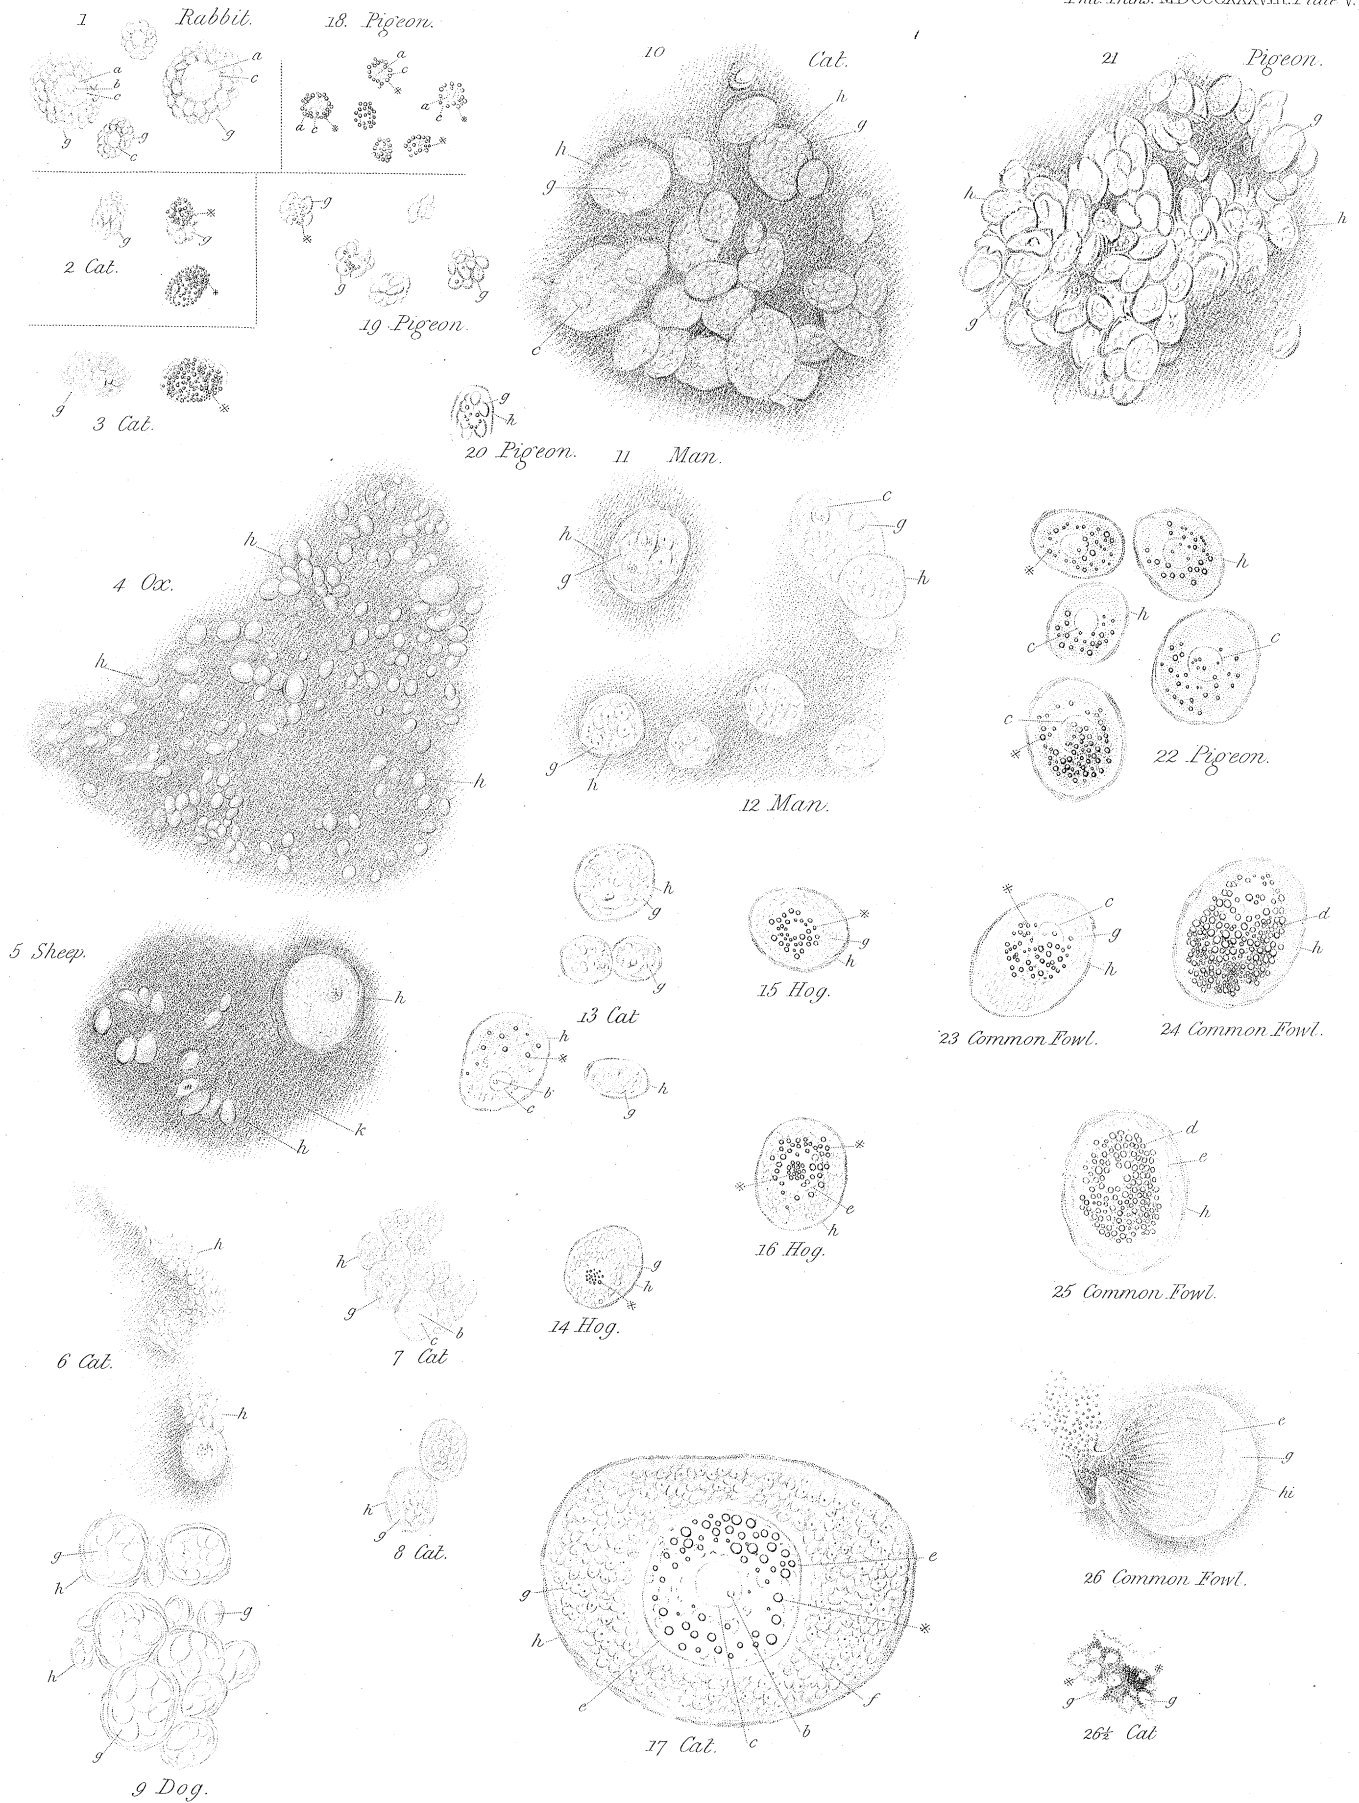 Phil. Trans. MDCCCXXXVIII. Plate V.
1 Rabbit.
a
b
c
g
a
c
g
g
c
18. Pigeon.
a
c
※
a
c
※
a
c
※
※
10 Cat.
h
g
h
g
c
21 Pigeon.
g
h
h
g
2 Cat.
g
※
g
※
g
※
g
g
19 Pigeon.
3 Cat.
g
※
g
h
20 Pigeon.
11 Man.
h
g
c
g
h
g
h
12 Man.
4 Ox.
h
h
h
※
h
h
c
c
c
※
22 Pigeon.
5 Sheep.
h
k
h
h
g
g
13 Cat
h
※
b
c
h
g
※
g
h
15 Hog.
※
c
g
h
23 Common Fowl.
d
h
24 Common Fowl.
※
※
e
h
16 Hog.
d
e
h
25 Common Fowl.
h
6 Cat.
h
g
b
c
7 Cat
g
h
※
14 Hog.
h
h
g
8 Cat.
g
h
g
h
g
9 Dog.
e
g
h
※
e
f
b
c
17 Cat.
e
g
hi
26 Common Fowl.
※
※
g
g
26½ Cat